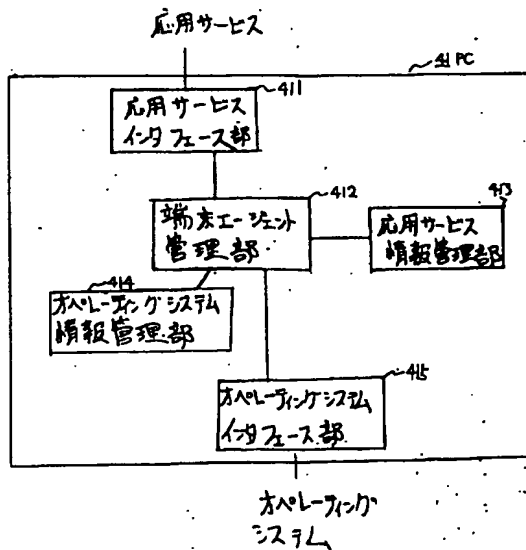 応用サービス
41 PC
411
応用サービス
インタフェース部
412
端末エージェント
管理部
413
応用サービス
情報管理部
414
オペレーティングシステム
情報管理部
415
オペレーティングシステム
インタフェース部
オペレーティング
システム